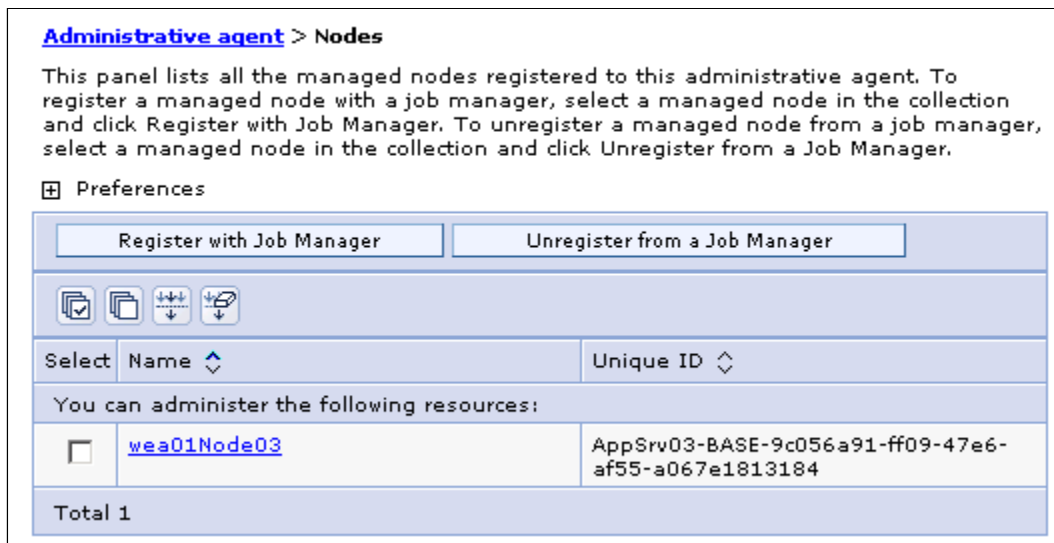 Administrative agent > Nodes
This panel lists all the managed nodes registered to this administrative agent. To
register a managed node with a job manager, select a managed node in the collection
and click Register with Job Manager. To unregister a managed node from a job manager,
select a managed node in the collection and click Unregister from a Job Manager.
Preferences
Register with Job Manager Unregister from a Job Manager
Select Name Unique ID
You can administer the following resources:
wea01Node03 AppSrv03-BASE-9c056a91-ff09-47e6-
af55-a067e1813184
Total 1